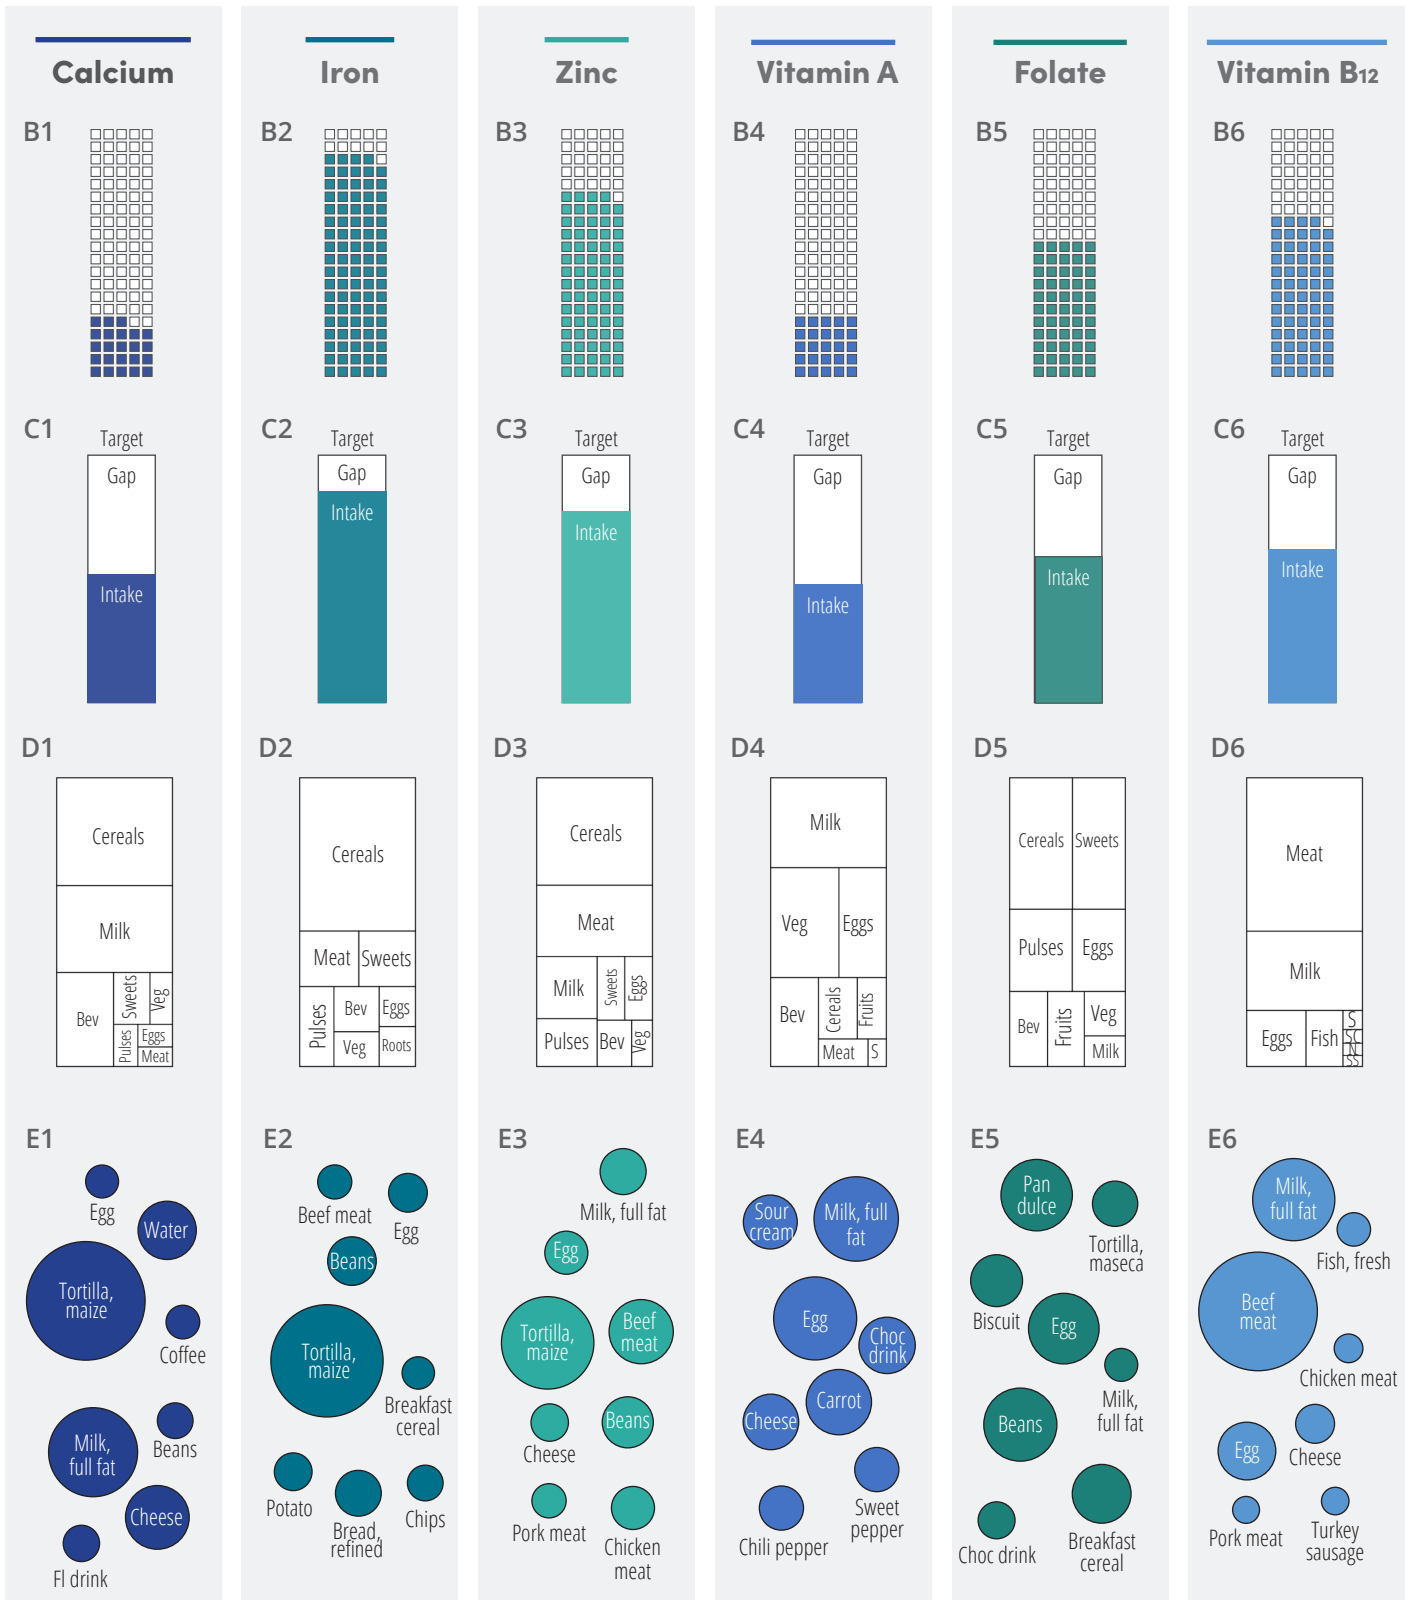 Calcium
Iron
Zinc
Vitamin A
Folate
Vitamin B12
B1
B2
B3
B4
B5
B6
C1
Target
Gap
Intake
C2
Target
Gap
Intake
C3
Target
Gap
Intake
C4
Target
Gap
Intake
C5
Target
Gap
Intake
C6
Target
Gap
Intake
D1
Cereals
Milk
Bev
Sweets
Veg
Pulses
Eggs
Meat
D2
Cereals
Meat
Sweets
Pulses
Bev
Eggs
Veg
Roots
D3
Cereals
Meat
Milk
Sweets
Eggs
Pulses
Bev
Veg
D4
Milk
Veg
Eggs
Bev
Cereals
Fruits
Meat
S
D5
Cereals
Sweets
Pulses
Eggs
Bev
Fruits
Veg
Milk
D6
Meat
Milk
Eggs
Fish
S
SC
N
SS
E1
Egg
Water
Tortilla,
maize
Coffee
Milk,
full fat
Beans
Cheese
Fl drink
E2
Beef meat
Egg
Beans
Tortilla,
maize
Breakfast
cereal
Potato
Bread,
refined
Chips
E3
Milk, full fat
Egg
Tortilla,
maize
Beef
meat
Cheese
Beans
Pork meat
Chicken
meat
E4
Sour
cream
Milk, full
fat
Egg
Choc
drink
Carrot
Cheese
Sweet
pepper
Chili pepper
E5
Pan
dulce
Tortilla,
maseca
Biscuit
Egg
Milk,
full fat
Beans
Choc drink
Breakfast
cereal
E6
Milk,
full fat
Fish, fresh
Beef
meat
Chicken meat
Egg
Cheese
Pork meat
Turkey
sausage